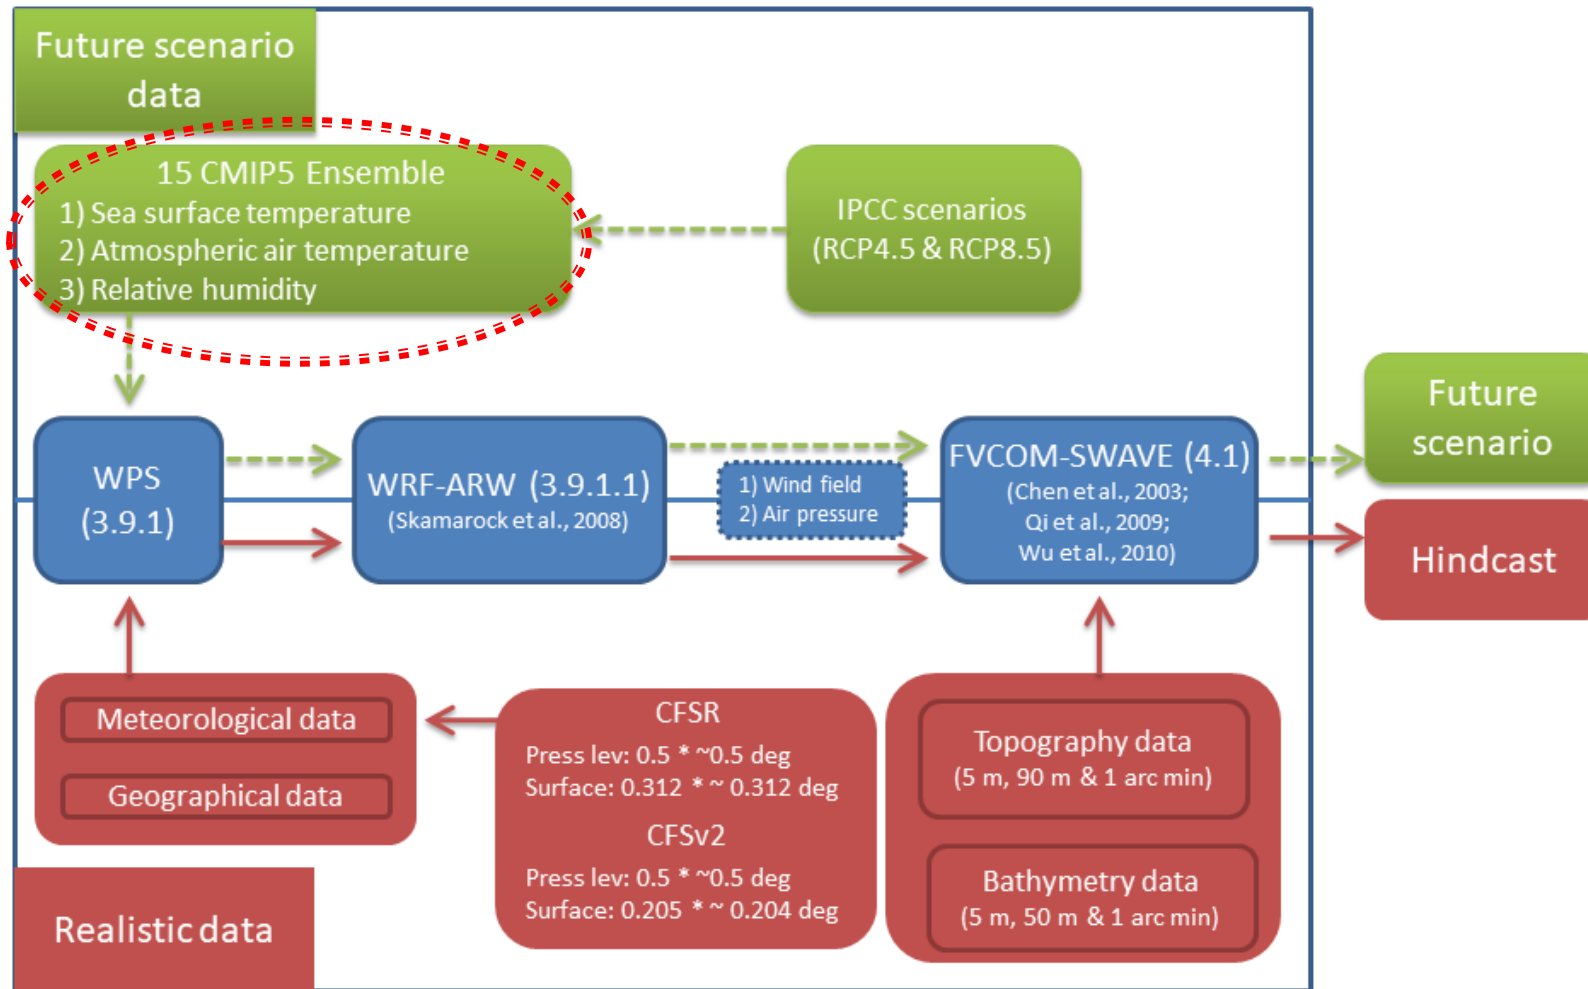 Future scenario
data
15 CMIP5 Ensemble
1) Sea surface temperature
2) Atmospheric air temperature
3) Relative humidity
IPCC scenarios
(RCP4.5 & RCP8.5)
Future
scenario
WPS
(3.9.1)
WRF-ARW (3.9.1.1)
(Skamarock et al., 2008)
1) Wind field
2) Air pressure
FVCOM-SWAVE (4.1)
(Chen et al., 2003;
Qi et al., 2009;
Wu et al., 2010)
Hindcast
Meteorological data
Geographical data
CFSR
Press lev: 0.5 * ~0.5 deg
Surface: 0.312 * ~ 0.312 deg
CFSv2
Press lev: 0.5 * ~0.5 deg
Surface: 0.205 * ~ 0.204 deg
Topography data
(5 m, 90 m & 1 arc min)
Bathymetry data
(5 m, 50 m & 1 arc min)
Realistic data